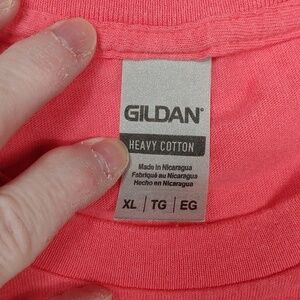 GILDAN®
HEAVY COTTON
Made in Nicaragua
Fabriqué au Nicaragua
Hecho en Nicaragua
XL | TG | EG